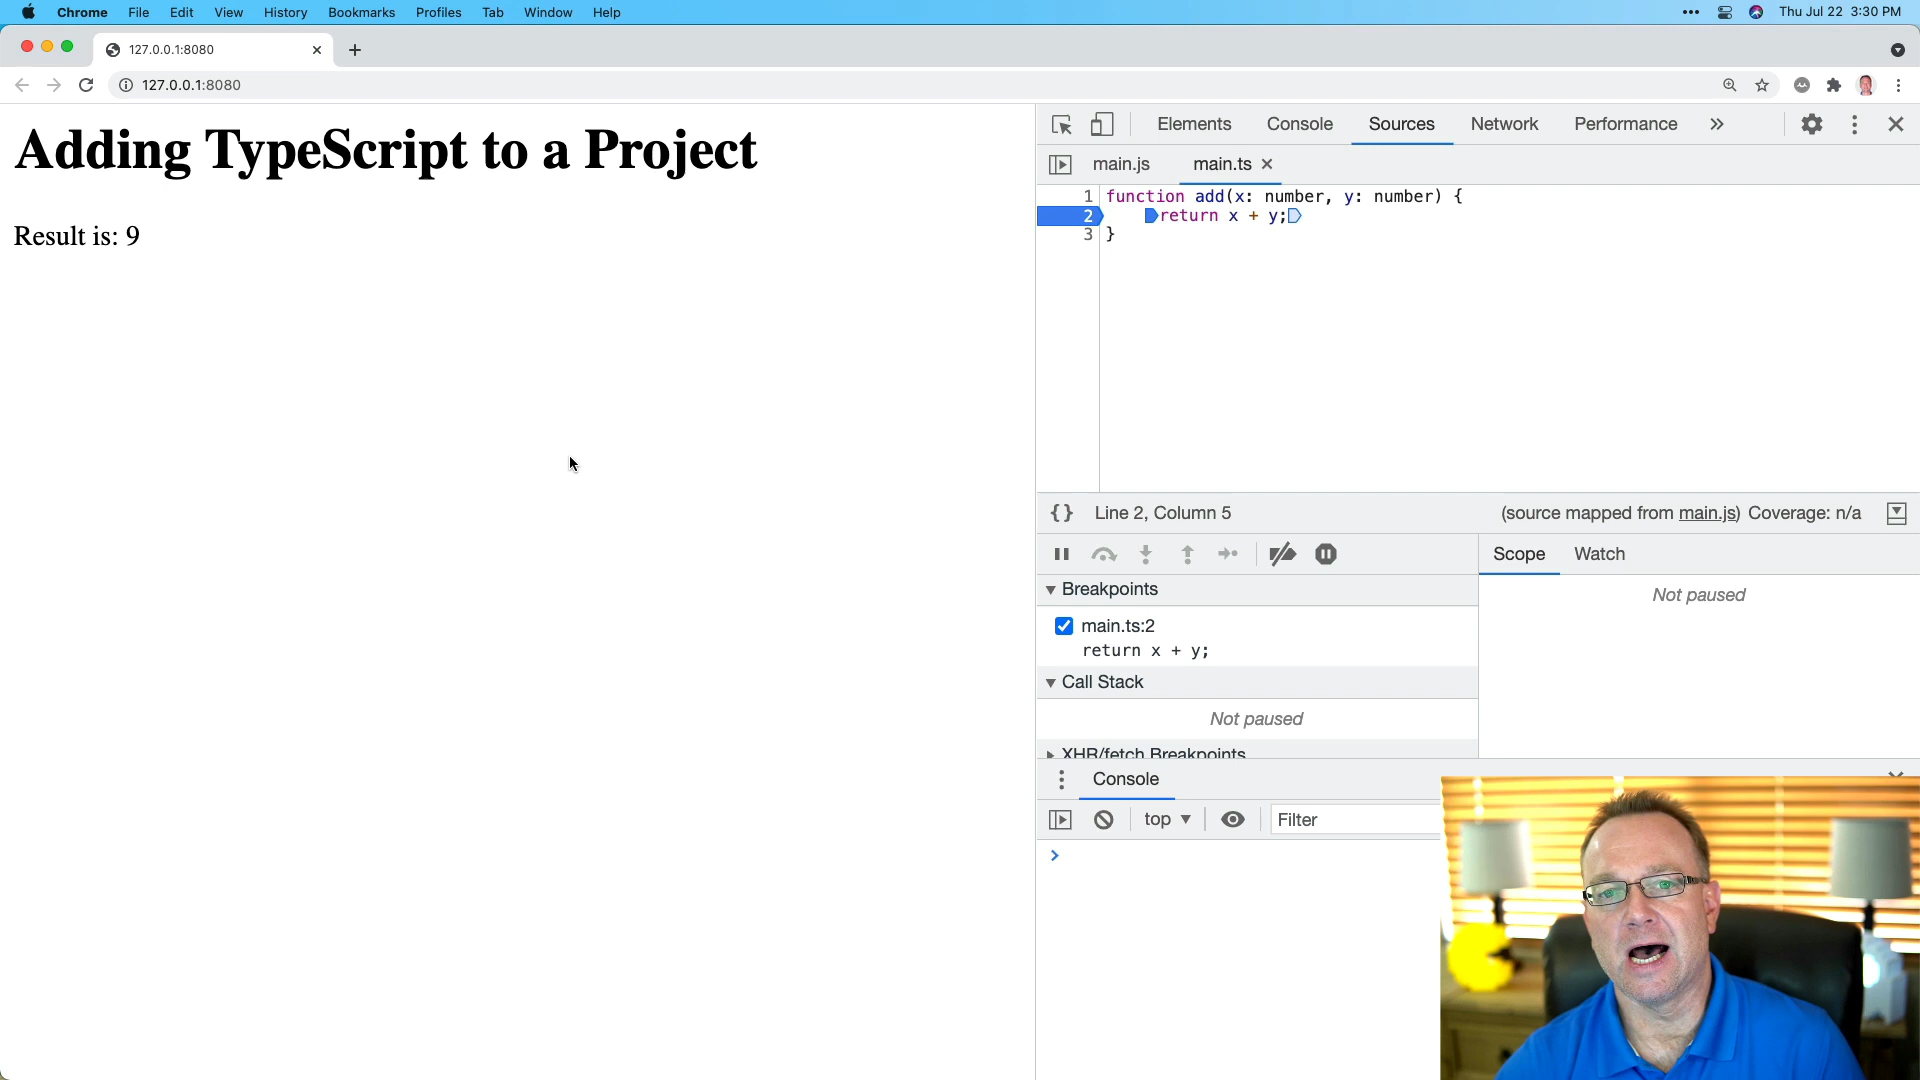 Chrome File Edit View History Bookmarks Profiles Tab Window Help
Thu Jul 22 3:30 PM
127.0.0.1:8080
127.0.0.1:8080
Adding TypeScript to a Project
Result is: 9
Elements Console Sources Network Performance
main.js main.ts
1 function add(x: number, y: number) {
2 return x + y;
3 }
{} Line 2, Column 5
(source mapped from main.js) Coverage: n/a
Scope Watch
Not paused
Breakpoints
main.ts:2
return x + y;
Call Stack
Not paused
XHR/fetch Breakpoints
Console
top
Filter